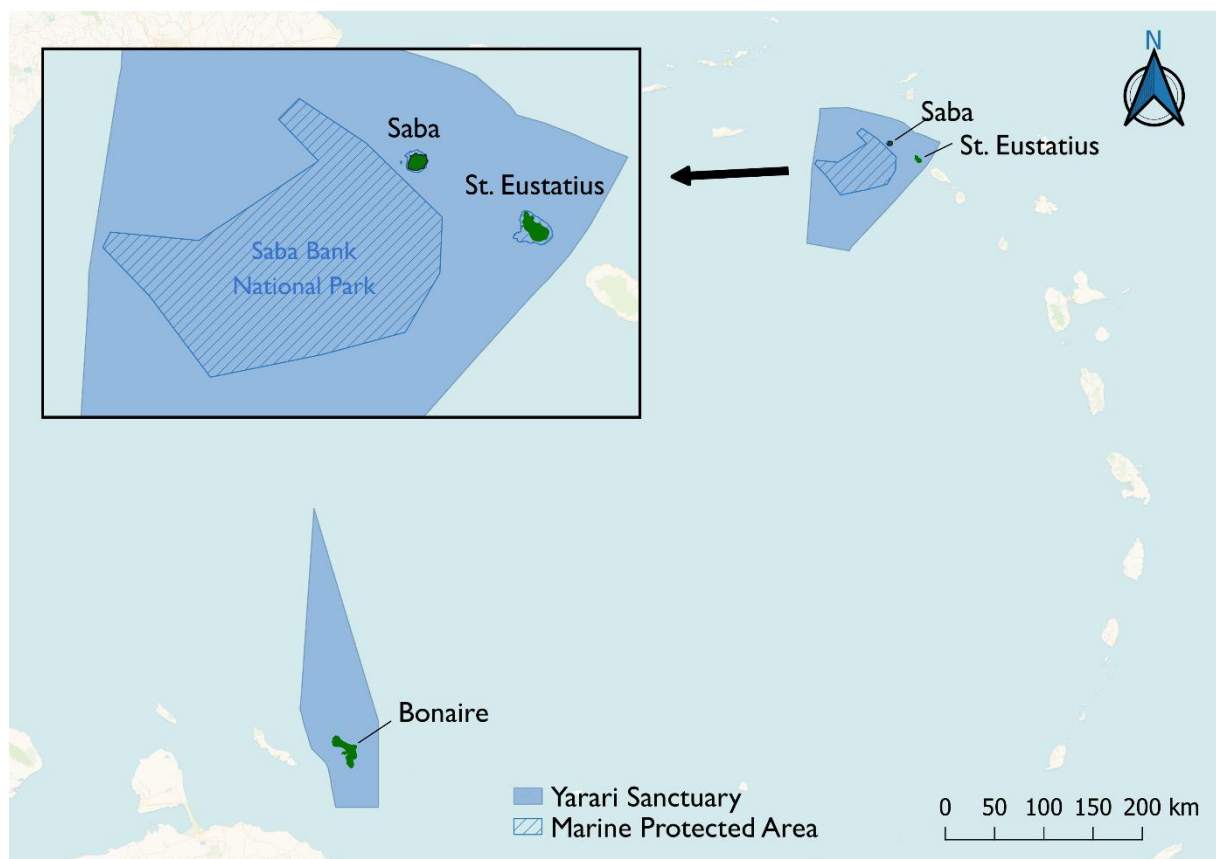 N
Saba
St. Eustatius
Saba Bank
National Park
Saba
St. Eustatius
Bonaire
Yarari Sanctuary
Marine Protected Area
0 50 100 150 200 km